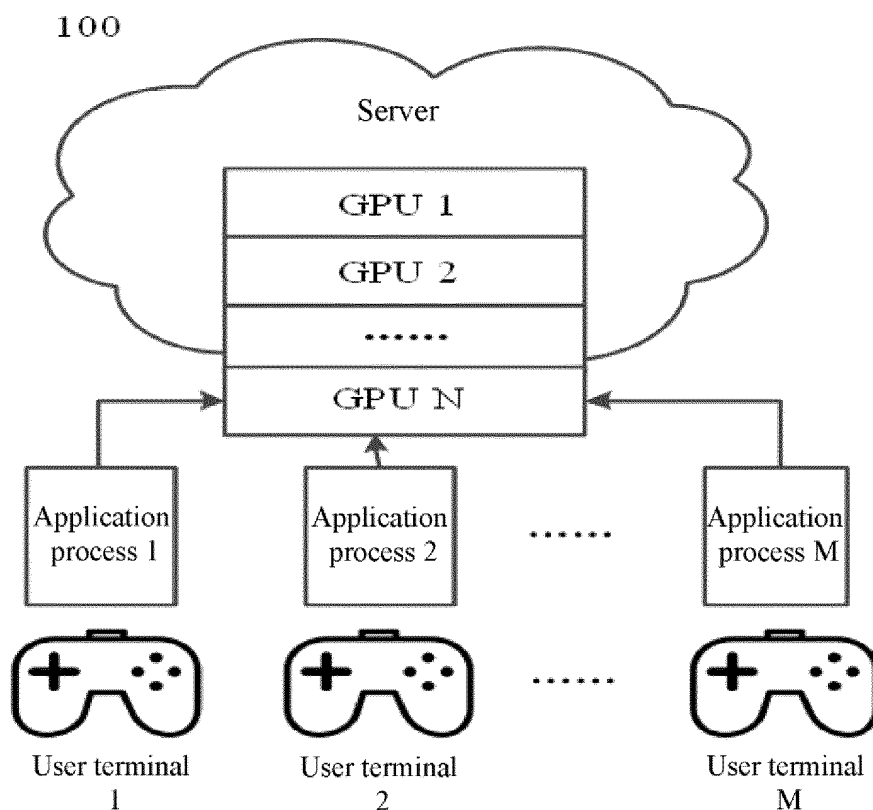 100
Server
GPU 1
GPU 2
......
GPU N
Application
process 1
Application
process 2
......
Application
process M
......
User terminal
1
User terminal
2
User terminal
M